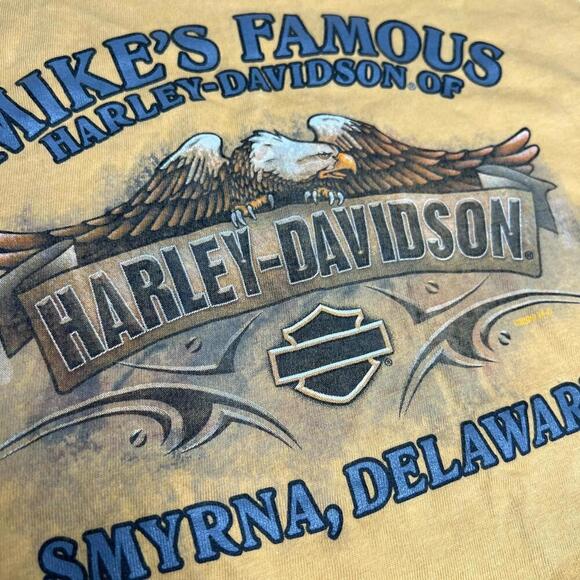 MIKE'S FAMOUS
HARLEY-DAVIDSON® OF
HARLEY-DAVIDSON®
®
SMYRNA, DELAWAR